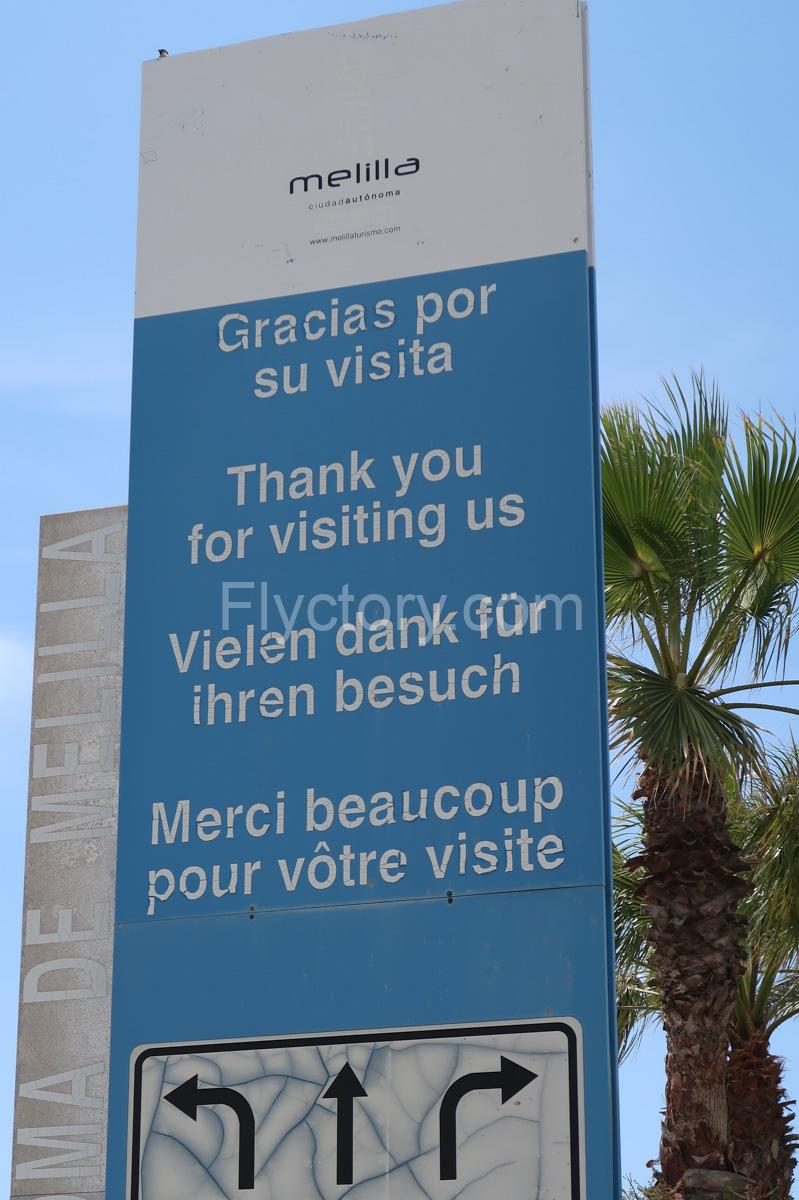 melilla
ciudadautónoma
www.melillaturismo.com
Gracias por
su visita
Thank you
for visiting us
Flyctory.com
Vielen dank für
ihren besuch
Merci beaucoup
pour vôtre visite
DE MELILLA